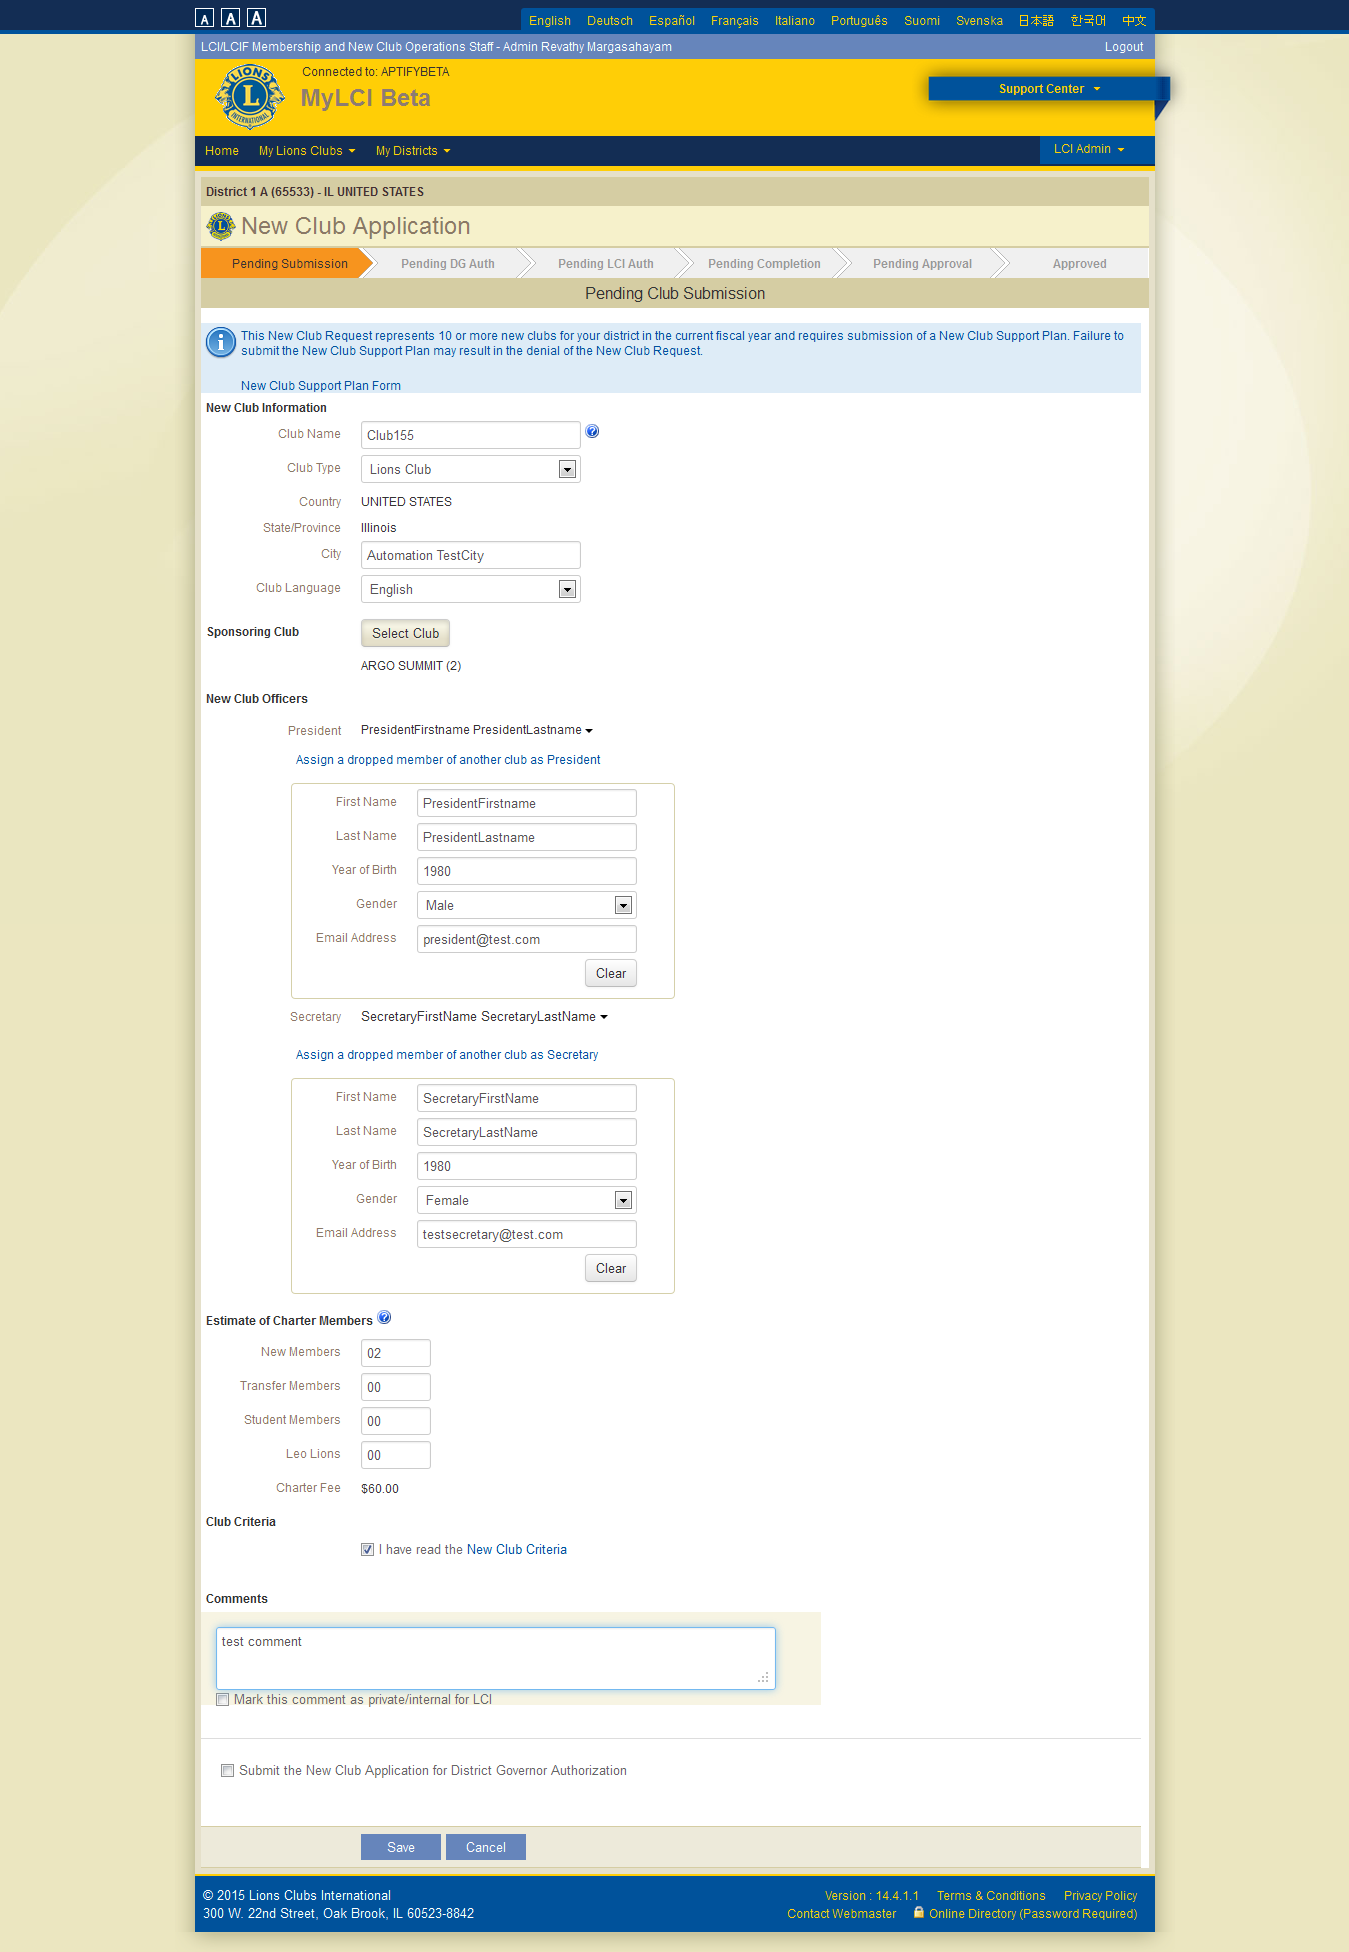 A A A English Deutsch Español Français Italiano Português Suomi Svenska 日本語 한국어 中文
LCI/LCIF Membership and New Club Operations Staff - Admin Revathy Margasahayam Logout
LIONS L INTERNATIONAL
Connected to: APTIFYBETA
MyLCI Beta
Support Center
Home My Lions Clubs My Districts LCI Admin
District 1 A (65533) - IL UNITED STATES
New Club Application
Pending Submission Pending DG Auth Pending LCI Auth Pending Completion Pending Approval Approved
Pending Club Submission
This New Club Request represents 10 or more new clubs for your district in the current fiscal year and requires submission of a New Club Support Plan. Failure to
submit the New Club Support Plan may result in the denial of the New Club Request.
New Club Support Plan Form
New Club Information
Club Name Club155
Club Type Lions Club
Country UNITED STATES
State/Province Illinois
City Automation TestCity
Club Language English
Sponsoring Club Select Club
ARGO SUMMIT (2)
New Club Officers
President PresidentFirstname PresidentLastname
Assign a dropped member of another club as President
First Name PresidentFirstname
Last Name PresidentLastname
Year of Birth 1980
Gender Male
Email Address president@test.com
Clear
Secretary SecretaryFirstName SecretaryLastName
Assign a dropped member of another club as Secretary
First Name SecretaryFirstName
Last Name SecretaryLastName
Year of Birth 1980
Gender Female
Email Address testsecretary@test.com
Clear
Estimate of Charter Members
New Members 02
Transfer Members 00
Student Members 00
Leo Lions 00
Charter Fee $60.00
Club Criteria
I have read the New Club Criteria
Comments
test comment
Mark this comment as private/internal for LCI
Submit the New Club Application for District Governor Authorization
Save Cancel
© 2015 Lions Clubs International Version : 14.4.1.1 Terms & Conditions Privacy Policy
300 W. 22nd Street, Oak Brook, IL 60523-8842 Contact Webmaster Online Directory (Password Required)